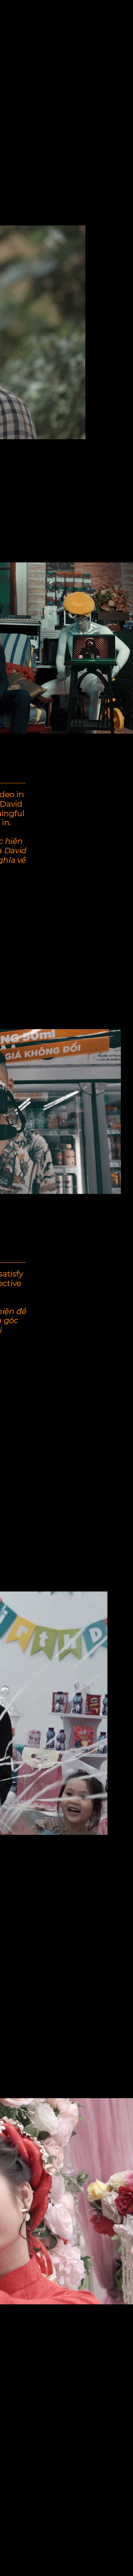 deo in
David
ningful
in.
c hiện
David
ghĩa về
NG 50ml
GIÁ KHÔNG ĐỔI
satisfy
ective
hiện để
góc